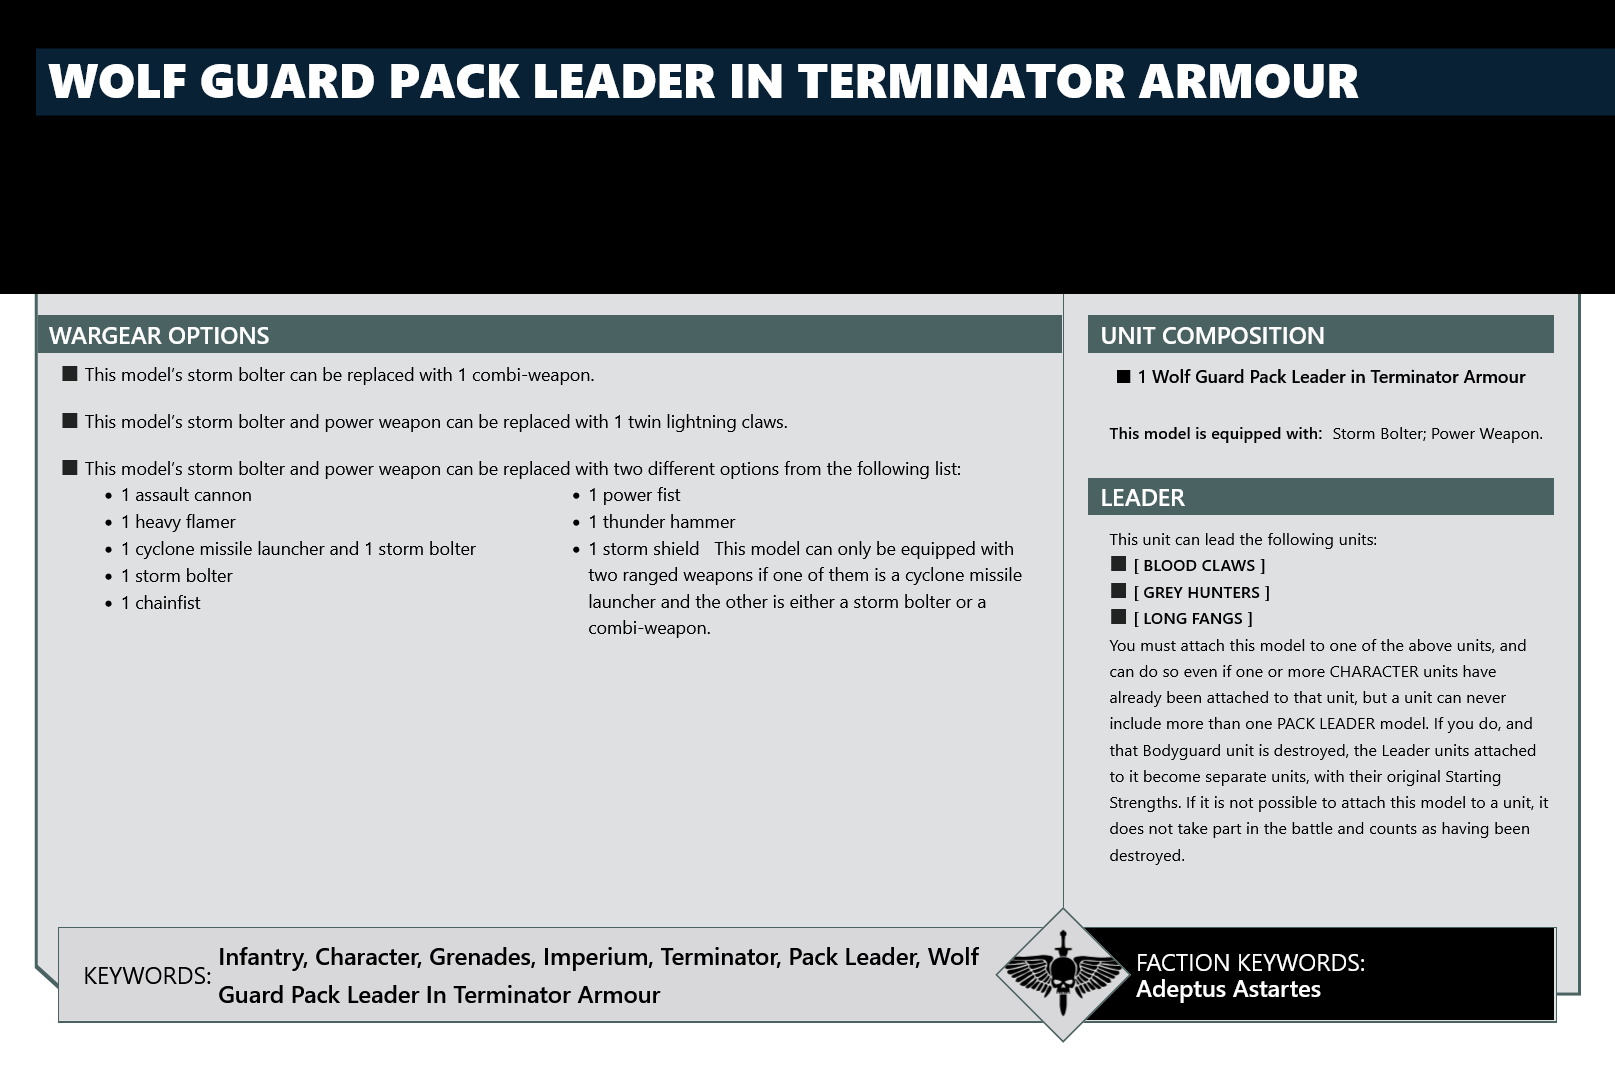 WOLF GUARD PACK LEADER IN TERMINATOR ARMOUR
WARGEAR OPTIONS
This model's storm bolter can be replaced with 1 combi-weapon.
This model's storm bolter and power weapon can be replaced with 1 twin lightning claws.
This model's storm bolter and power weapon can be replaced with two different options from the following list:
• 1 assault cannon
• 1 heavy flamer
• 1 cyclone missile launcher and 1 storm bolter
• 1 storm bolter
• 1 chainfist
• 1 power fist
• 1 thunder hammer
• 1 storm shield This model can only be equipped with
two ranged weapons if one of them is a cyclone missile
launcher and the other is either a storm bolter or a
combi-weapon.
UNIT COMPOSITION
■ 1 Wolf Guard Pack Leader in Terminator Armour
This model is equipped with: Storm Bolter; Power Weapon.
LEADER
This unit can lead the following units:
■ [ BLOOD CLAWS ]
■ [ GREY HUNTERS ]
■ [ LONG FANGS ]
You must attach this model to one of the above units, and
can do so even if one or more CHARACTER units have
already been attached to that unit, but a unit can never
include more than one PACK LEADER model. If you do, and
that Bodyguard unit is destroyed, the Leader units attached
to it become separate units, with their original Starting
Strengths. If it is not possible to attach this model to a unit, it
does not take part in the battle and counts as having been
destroyed.
KEYWORDS: Infantry, Character, Grenades, Imperium, Terminator, Pack Leader, Wolf
Guard Pack Leader In Terminator Armour
FACTION KEYWORDS:
Adeptus Astartes